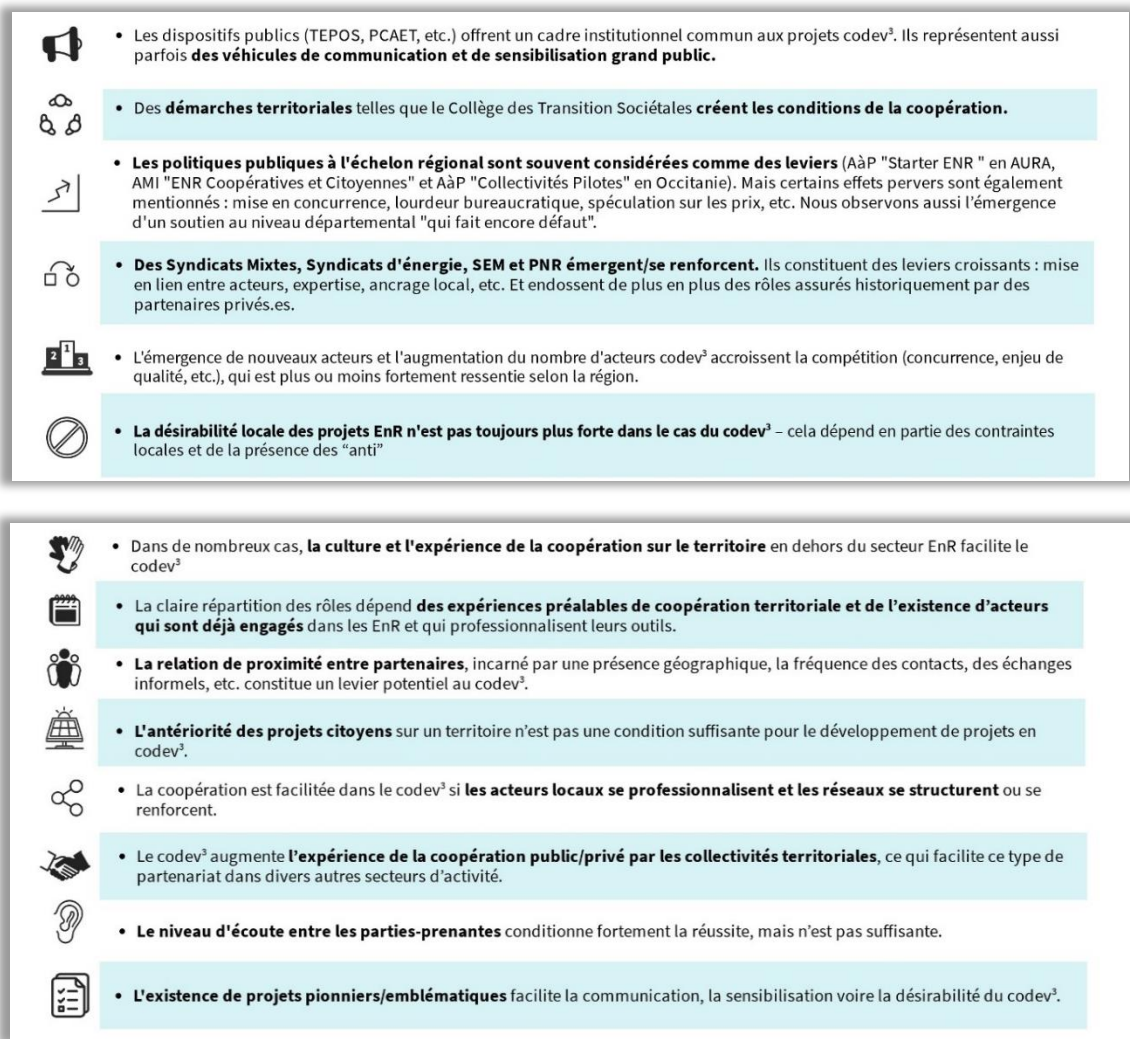 • Les dispositifs publics (TEPOS, PCAET, etc.) offrent un cadre institutionnel commun aux projets codev³. Ils représentent aussi
parfois des véhicules de communication et de sensibilisation grand public.
• Des démarches territoriales telles que le Collège des Transition Sociétales créent les conditions de la coopération.
• Les politiques publiques à l'échelon régional sont souvent considérées comme des leviers (AàP "Starter ENR " en AURA,
AMI "ENR Coopératives et Citoyennes" et AàP "Collectivités Pilotes" en Occitanie). Mais certains effets pervers sont également
mentionnés : mise en concurrence, lourdeur bureaucratique, spéculation sur les prix, etc. Nous observons aussi l'émergence
d'un soutien au niveau départemental "qui fait encore défaut".
• Des Syndicats Mixtes, Syndicats d'énergie, SEM et PNR émergent/se renforcent. Ils constituent des leviers croissants : mise
en lien entre acteurs, expertise, ancrage local, etc. Et endossent de plus en plus des rôles assurés historiquement par des
partenaires privés.es.
2 1 3
• L'émergence de nouveaux acteurs et l'augmentation du nombre d'acteurs codev³ accroissent la compétition (concurrence, enjeu de
qualité, etc.), qui est plus ou moins fortement ressentie selon la région.
• La désirabilité locale des projets EnR n'est pas toujours plus forte dans le cas du codev³ – cela dépend en partie des contraintes
locales et de la présence des “anti”
• Dans de nombreux cas, la culture et l'expérience de la coopération sur le territoire en dehors du secteur EnR facilite le
codev³
• La claire répartition des rôles dépend des expériences préalables de coopération territoriale et de l’existence d’acteurs
qui sont déjà engagés dans les EnR et qui professionnalisent leurs outils.
• La relation de proximité entre partenaires, incarné par une présence géographique, la fréquence des contacts, des échanges
informels, etc. constitue un levier potentiel au codev³.
• L'antériorité des projets citoyens sur un territoire n’est pas une condition suffisante pour le développement de projets en
codev³.
• La coopération est facilitée dans le codev³ si les acteurs locaux se professionnalisent et les réseaux se structurent ou se
renforcent.
• Le codev³ augmente l’expérience de la coopération public/privé par les collectivités territoriales, ce qui facilite ce type de
partenariat dans divers autres secteurs d’activité.
• Le niveau d'écoute entre les parties-prenantes conditionne fortement la réussite, mais n’est pas suffisante.
• L'existence de projets pionniers/emblématiques facilite la communication, la sensibilisation voire la désirabilité du codev³.